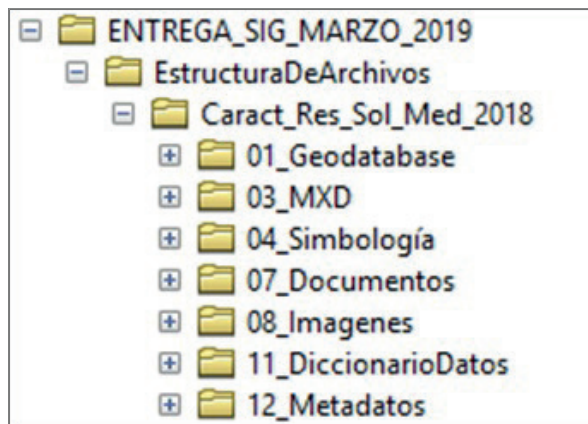 ENTREGA_SIG_MARZO_2019
EstructuraDeArchivos
Caract_Res_Sol_Med_2018
01_Geodatabase
03_MXD
04_Simbología
07_Documentos
08_Imagenes
11_DiccionarioDatos
12_Metadatos